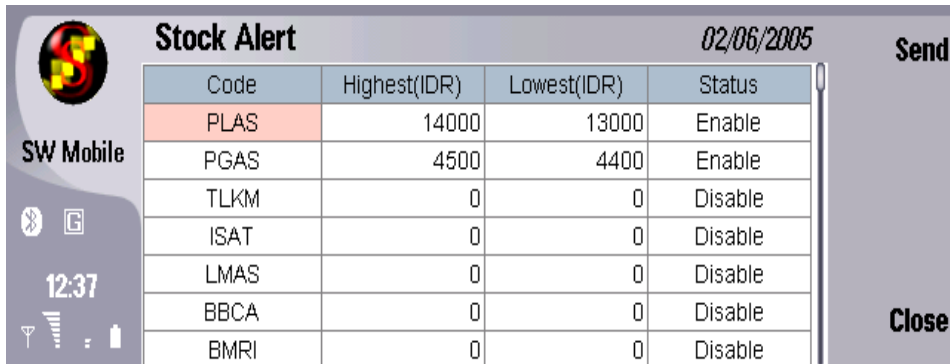 Stock Alert 02/06/2005
Send
Code Highest(IDR) Lowest(IDR) Status
PLAS 14000 13000 Enable
SW Mobile
PGAS 4500 4400 Enable
TLKM 0 0 Disable
G
ISAT 0 0 Disable
LMAS 0 0 Disable
12:37
BBCA 0 0 Disable
Close
BMRI 0 0 Disable